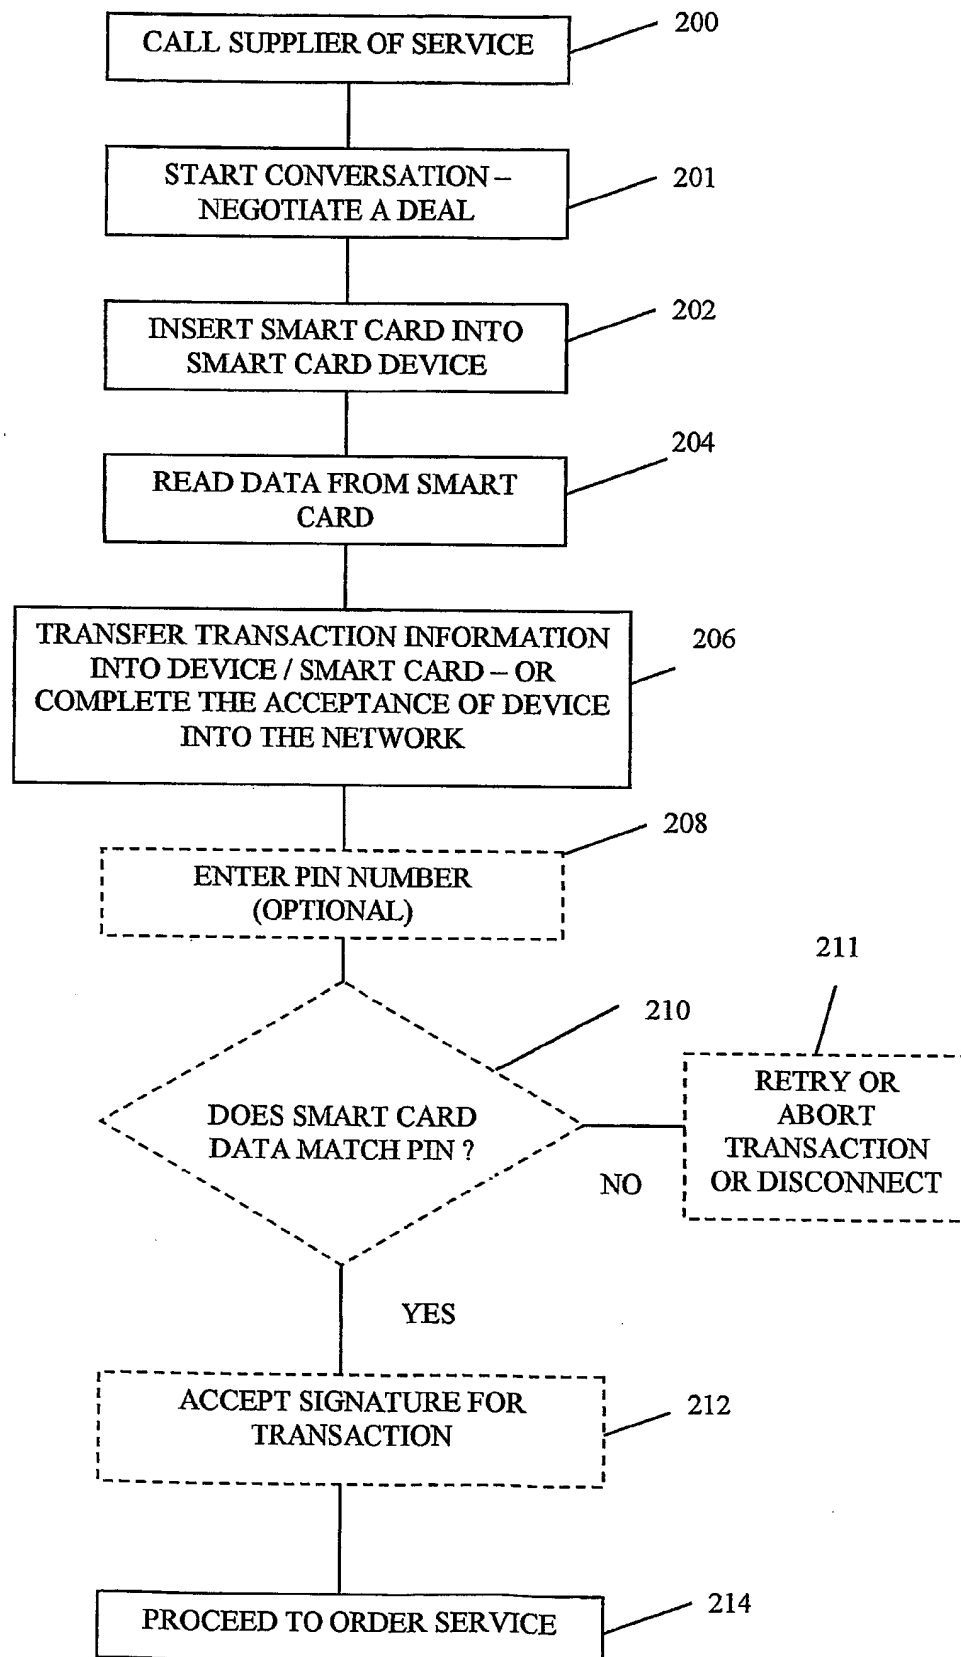 CALL SUPPLIER OF SERVICE
200
START CONVERSATION –
NEGOTIATE A DEAL
201
INSERT SMART CARD INTO
SMART CARD DEVICE
202
READ DATA FROM SMART
CARD
204
TRANSFER TRANSACTION INFORMATION
INTO DEVICE / SMART CARD – OR
COMPLETE THE ACCEPTANCE OF DEVICE
INTO THE NETWORK
206
ENTER PIN NUMBER
(OPTIONAL)
208
DOES SMART CARD
DATA MATCH PIN ?
210
NO
211
RETRY OR
ABORT
TRANSACTION
OR DISCONNECT
YES
ACCEPT SIGNATURE FOR
TRANSACTION
212
PROCEED TO ORDER SERVICE
214